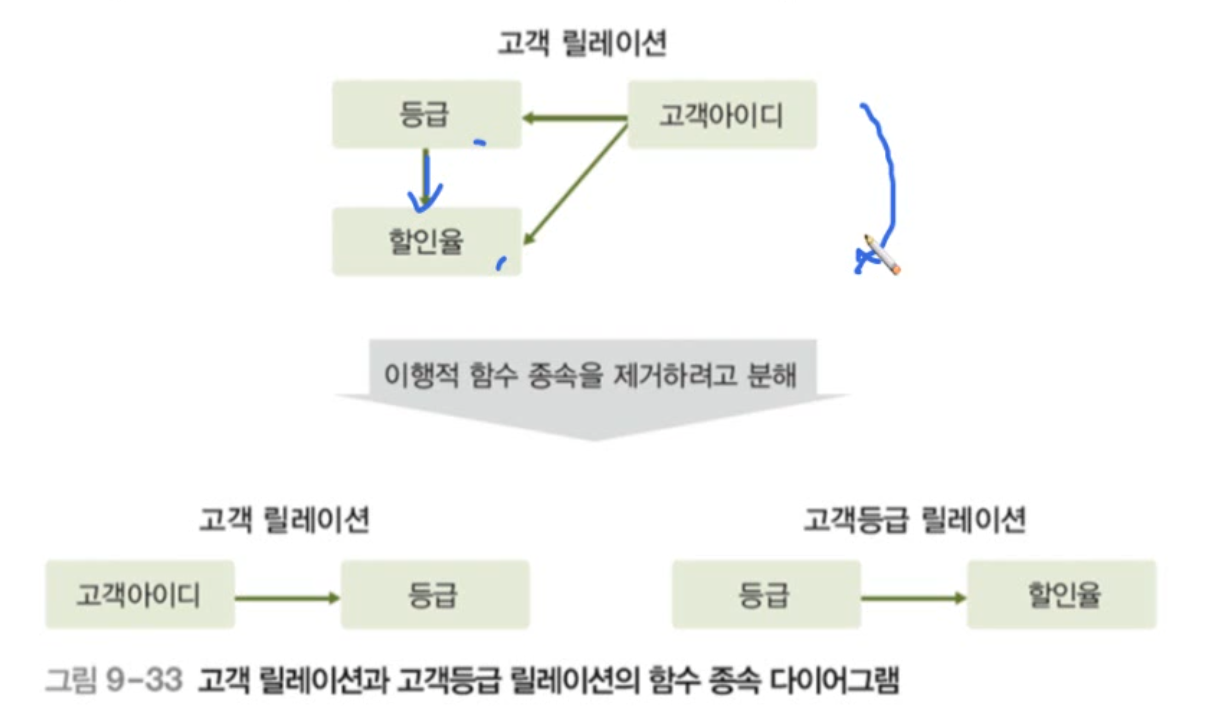 고객 릴레이션
등급
고객아이디
할인율
이행적 함수 종속을 제거하려고 분해
고객 릴레이션
고객등급 릴레이션
고객아이디
등급
등급
할인율
그림 9-33 고객 릴레이션과 고객등급 릴레이션의 함수 종속 다이어그램